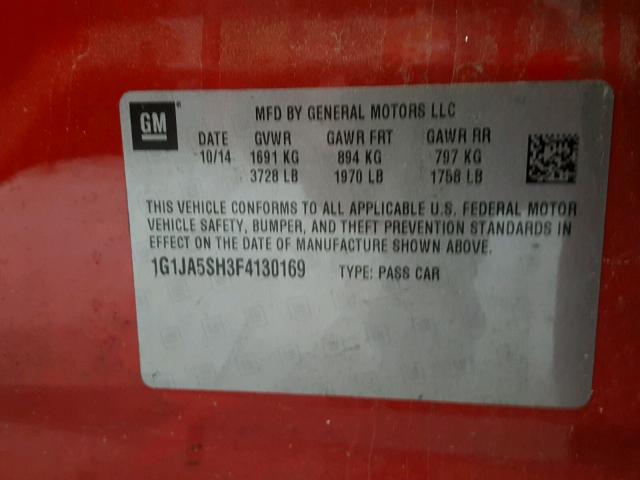 GM
MFD BY GENERAL MOTORS LLC
DATE GVWR GAWR FRT GAWR RR
10/14 1691 KG 894 KG 797 KG
3728 LB 1970 LB 1758 LB
THIS VEHICLE CONFORMS TO ALL APPLICABLE U.S. FEDERAL MOTOR
VEHICLE SAFETY, BUMPER, AND THEFT PREVENTION STANDARDS IN
EFFECT ON THE DATE OF MANUFACTURE SHOWN ABOVE.
1G1JA5SH3F4130169 TYPE: PASS CAR